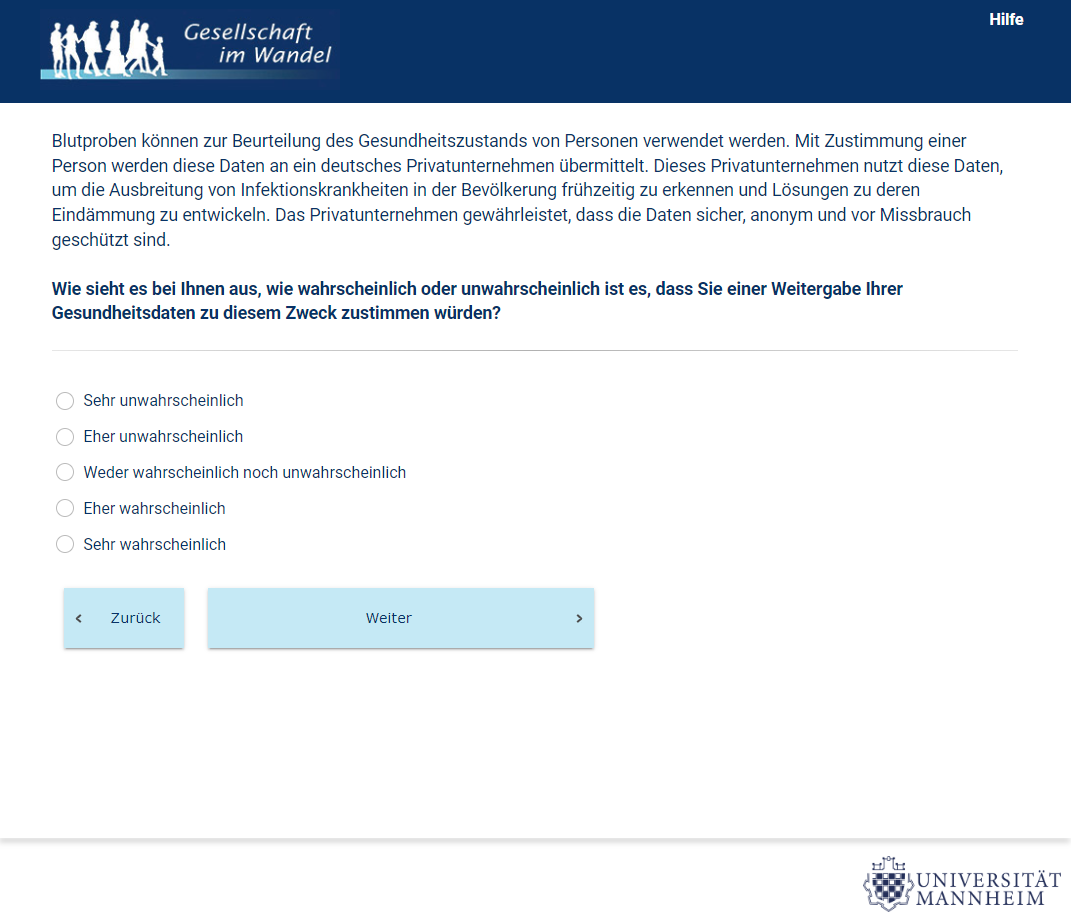 Gesellschaft
im Wandel
Hilfe
Blutproben können zur Beurteilung des Gesundheitszustands von Personen verwendet werden. Mit Zustimmung einer
Person werden diese Daten an ein deutsches Privatunternehmen übermittelt. Dieses Privatunternehmen nutzt diese Daten,
um die Ausbreitung von Infektionskrankheiten in der Bevölkerung frühzeitig zu erkennen und Lösungen zu deren
Eindämmung zu entwickeln. Das Privatunternehmen gewährleistet, dass die Daten sicher, anonym und vor Missbrauch
geschützt sind.
Wie sieht es bei Ihnen aus, wie wahrscheinlich oder unwahrscheinlich ist es, dass Sie einer Weitergabe Ihrer
Gesundheitsdaten zu diesem Zweck zustimmen würden?
Sehr unwahrscheinlich
Eher unwahrscheinlich
Weder wahrscheinlich noch unwahrscheinlich
Eher wahrscheinlich
Sehr wahrscheinlich
Zurück
Weiter
UNIVERSITÄT
MANNHEIM